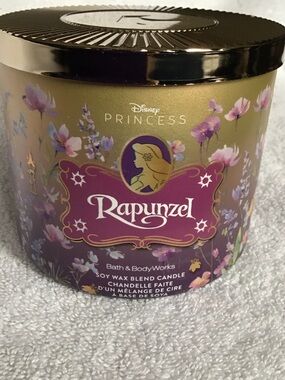 Disney
PRINCESS
Rapunzel
Bath & Body Works
SOY WAX BLEND CANDLE
CHANDELLE FAITE
D'UN MÉLANGE DE CIRE
À BASE DE SOYA